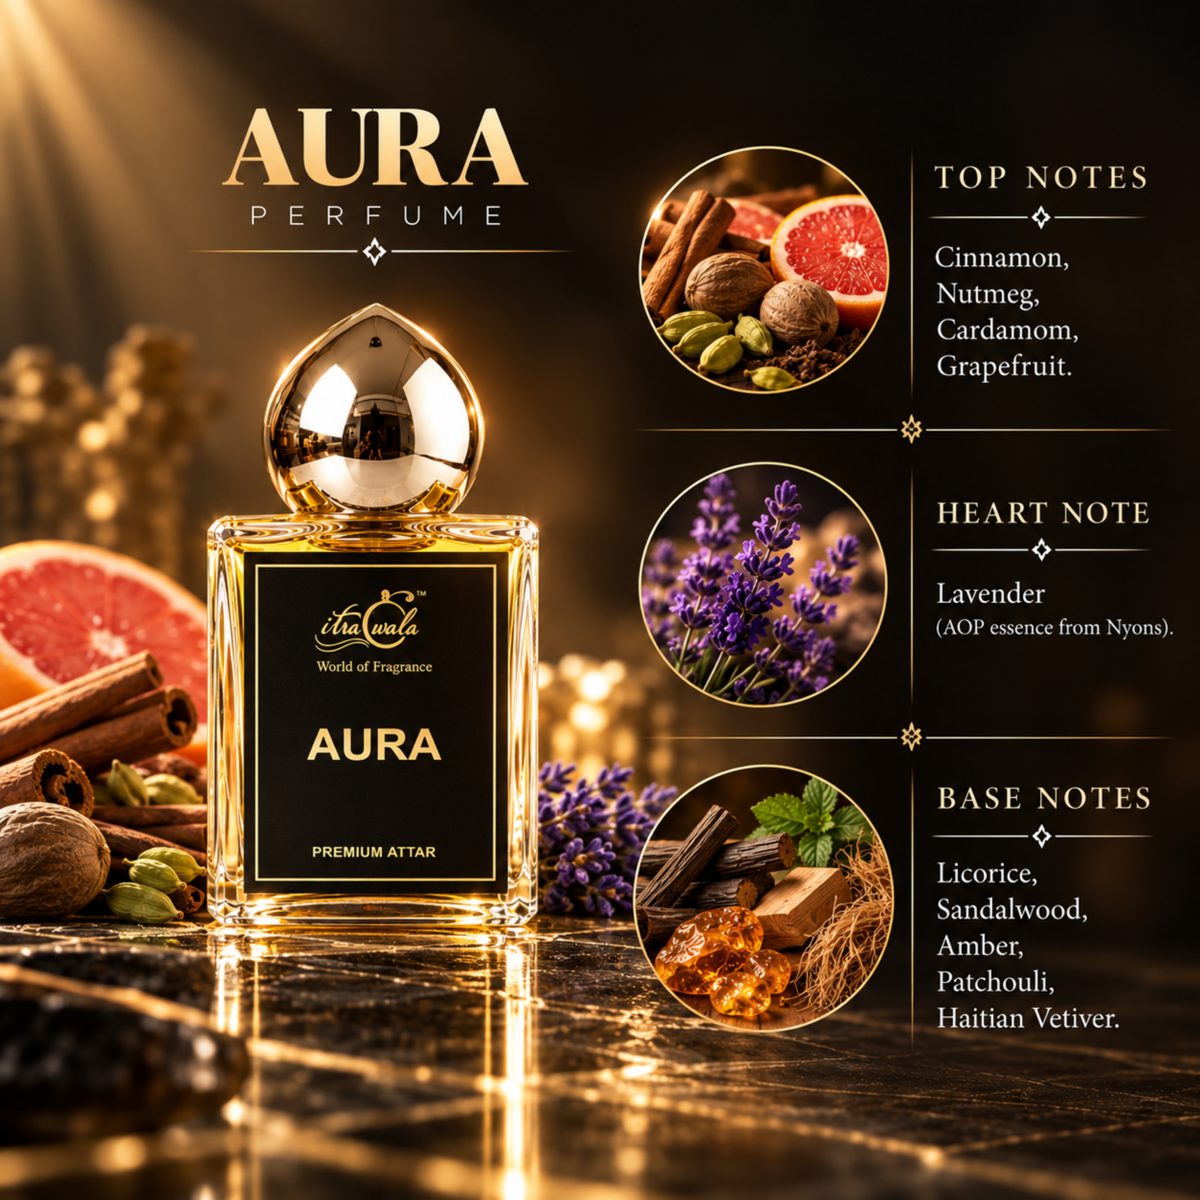 AURA
PERFUME
itraOwala™
World of Fragrance
AURA
PREMIUM ATTAR
TOP NOTES
Cinnamon,
Nutmeg,
Cardamom,
Grapefruit.
HEART NOTE
Lavender
(AOP essence from Nyons).
BASE NOTES
Licorice,
Sandalwood,
Amber,
Patchouli,
Haitian Vetiver.